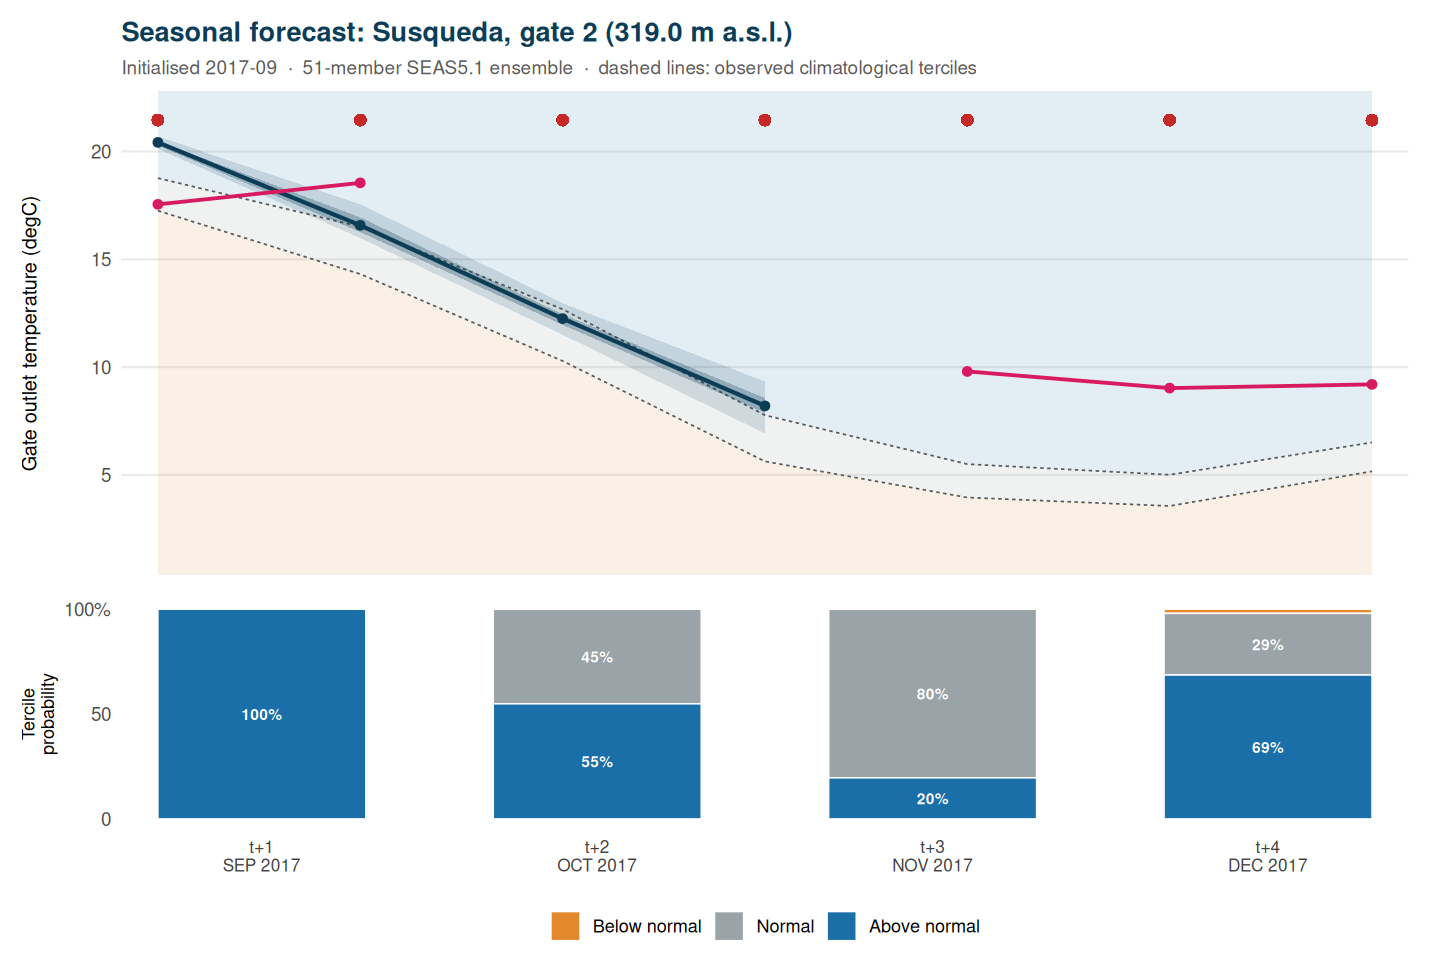 Seasonal forecast: Susqueda, gate 2 (319.0 m a.s.l.)
Initialised 2017-09 · 51-member SEAS5.1 ensemble · dashed lines: observed climatological terciles
Gate outlet temperature (degC)
20
15
10
5
Tercile
probability
100%
50
0
100%
45%
55%
80%
20%
29%
69%
t+1
SEP 2017
t+2
OCT 2017
t+3
NOV 2017
t+4
DEC 2017
Below normal
Normal
Above normal